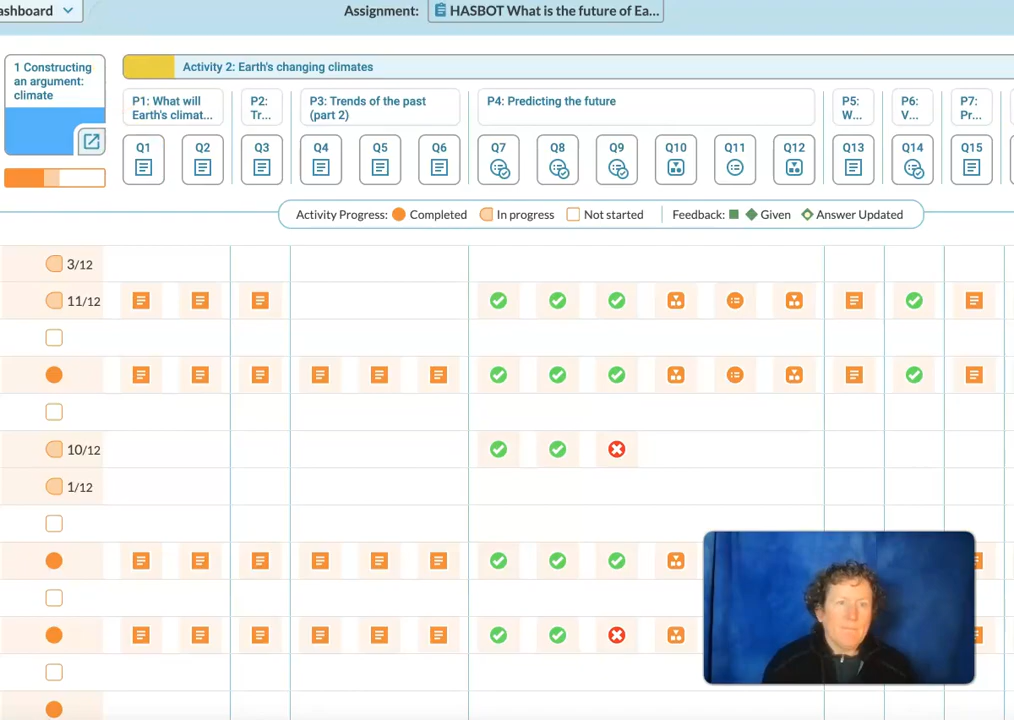 ashboard
Assignment: HASBOT What is the future of Ea...
1 Constructing
an argument:
climate
Activity 2: Earth's changing climates
P1: What will
Earth's climat...
P2:
Tr...
P3: Trends of the past
(part 2)
P4: Predicting the future
P5:
W...
P6:
V...
P7:
Pr...
Q1 Q2 Q3 Q4 Q5 Q6 Q7 Q8 Q9 Q10 Q11 Q12 Q13 Q14 Q15
Activity Progress: Completed In progress Not started Feedback: Given Answer Updated
3/12
11/12
10/12
1/12